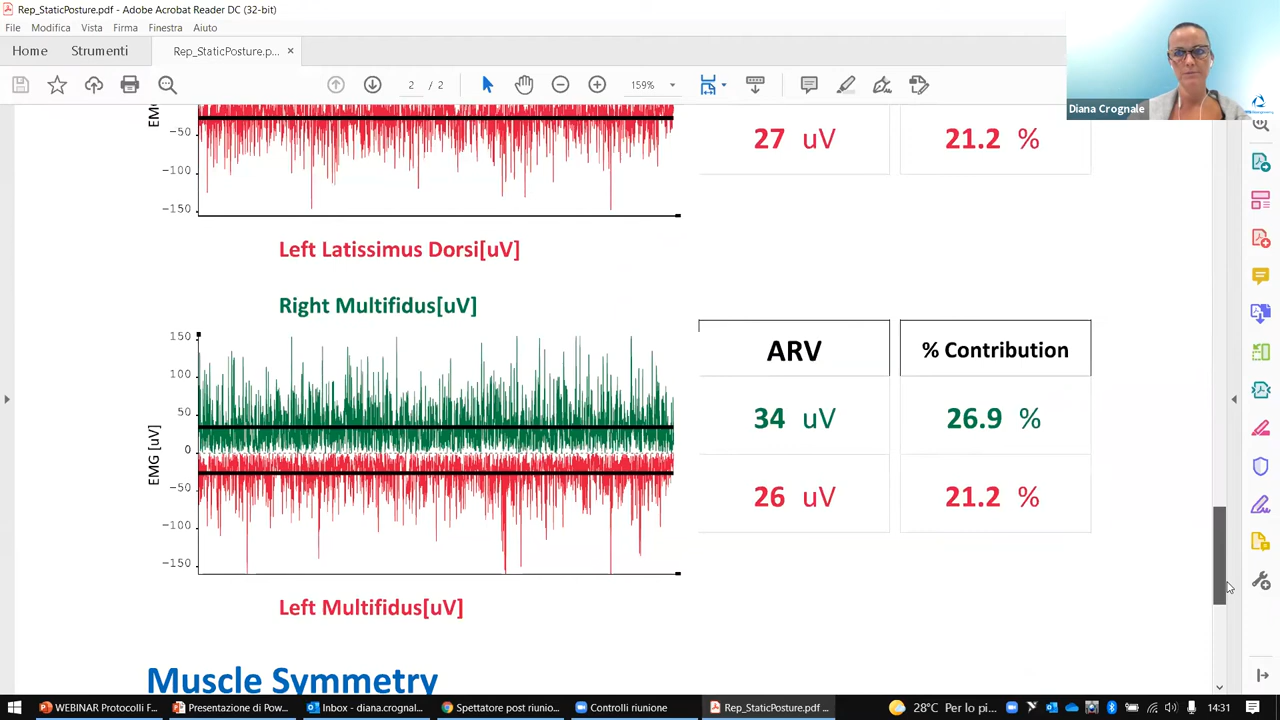 Rep_StaticPosture.pdf - Adobe Acrobat Reader DC (32-bit)
File Modifica Vista Firma Finestra Aiuto
Home Strumenti Rep_StaticPosture.p... ×
2 / 2 159%
Diana Crognale
-50
-100
-150
27 uV 21.2 %
Left Latissimus Dorsi[uV]
Right Multifidus[uV]
EMG [uV]
150
100
50
0
-50
-100
-150
ARV % Contribution
34 uV 26.9 %
26 uV 21.2 %
Left Multifidus[uV]
Muscle Symmetry
WEBINAR Protocolli F... Presentazione di Pow... Inbox - diana.crognal... Spettatore post riunio... Controlli riunione Rep_StaticPosture.pdf ... 28°C Per lo pi... 14:31